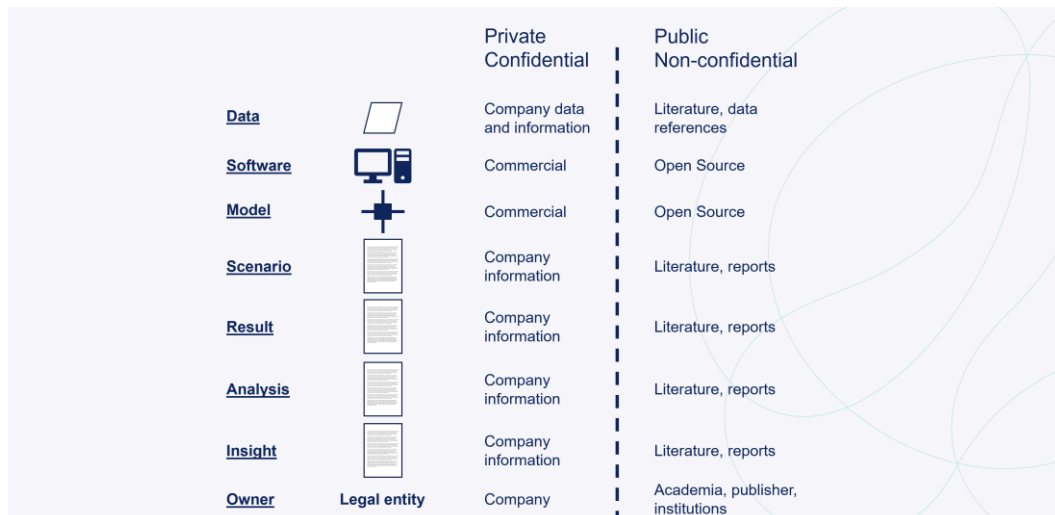 Private
Confidential
Public
Non-confidential
Data
Company data
and information
Literature, data
references
Software
Commercial
Open Source
Model
Commercial
Open Source
Scenario
Company
information
Literature, reports
Result
Company
information
Literature, reports
Analysis
Company
information
Literature, reports
Insight
Company
information
Literature, reports
Owner
Legal entity
Company
Academia, publisher,
institutions